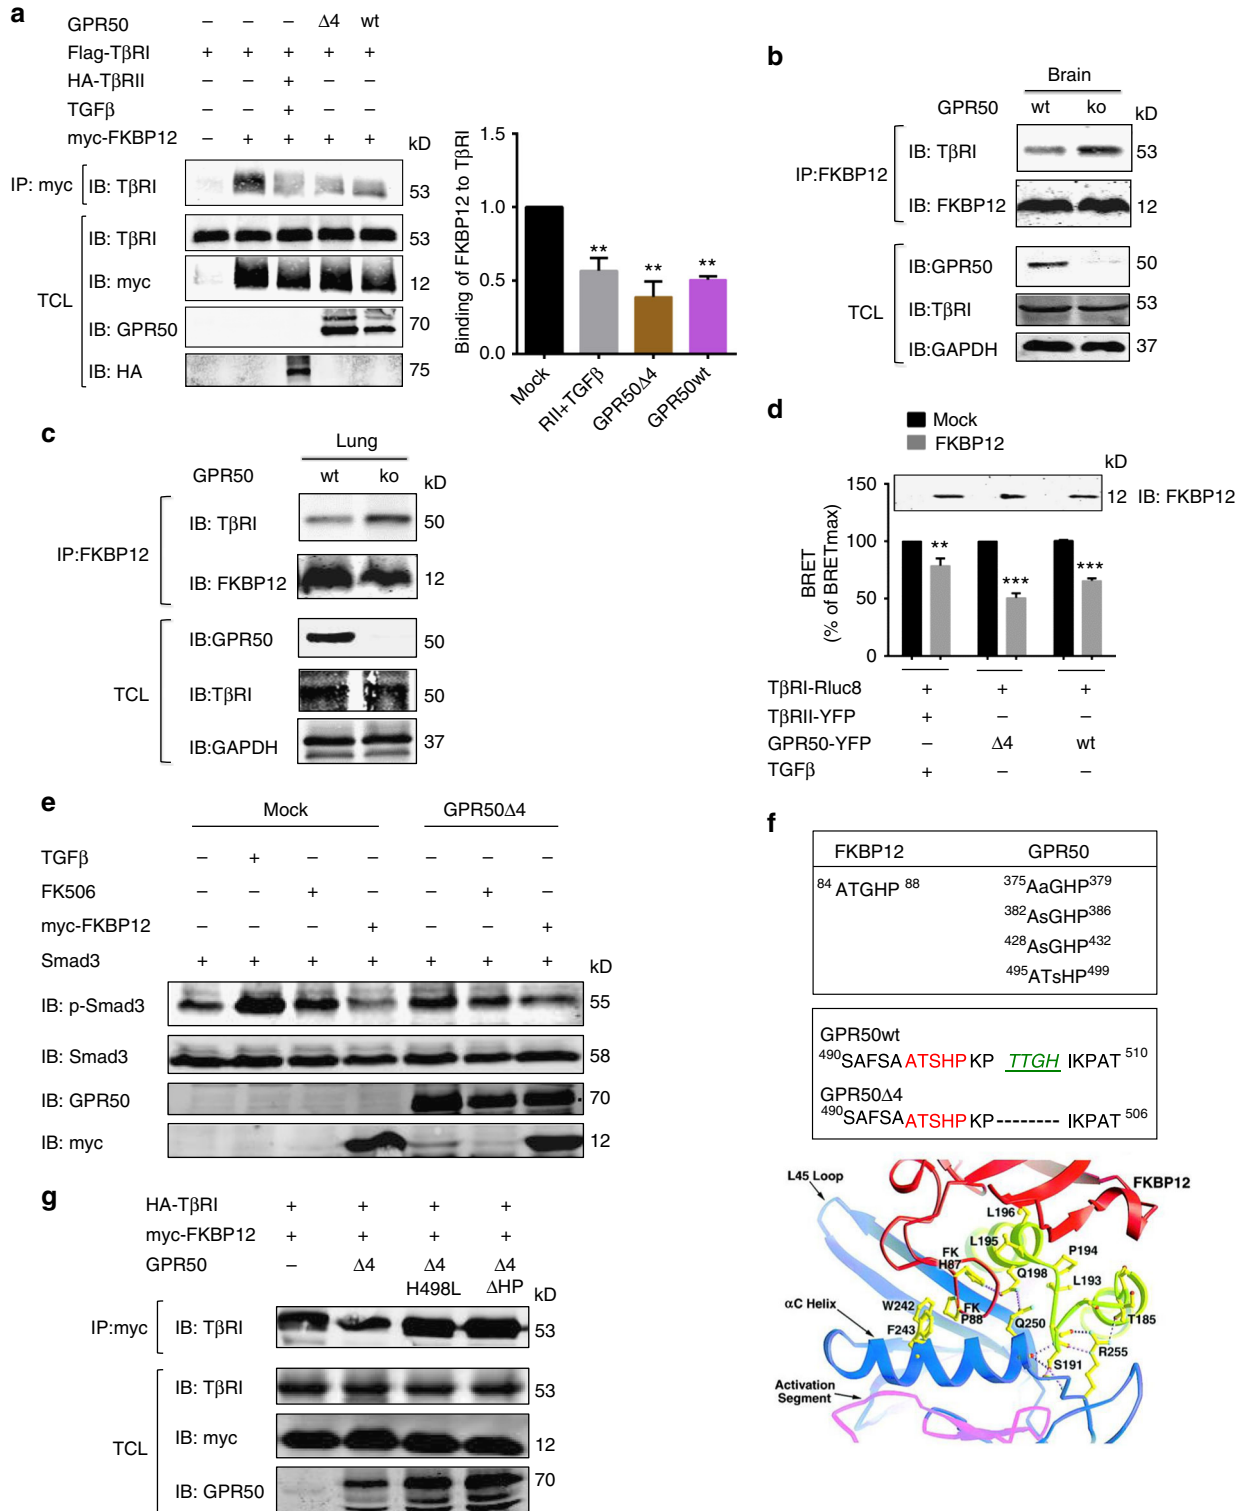 a
GPR50 – – – Δ4 wt
Flag-TβRI + + + + +
HA-TβRII – – + – –
TGFβ – – + – –
myc-FKBP12 – + + + +
kD
IP: myc IB: TβRI 53
TCL
IB: TβRI 53
IB: myc 12
IB: GPR50 70
IB: HA 75
Binding of FKBP12 to TβRI
1.5
1.0
0.5
0.0
** ** **
Mock
RII+TGFβ
GPR50Δ4
GPR50wt
b
Brain
GPR50 wt ko kD
IP:FKBP12
IB: TβRI 53
IB: FKBP12 12
TCL
IB:GPR50 50
IB:TβRI 53
IB:GAPDH 37
c
Lung
GPR50 wt ko kD
IP:FKBP12
IB: TβRI 50
IB: FKBP12 12
TCL
IB:GPR50 50
IB:TβRI 50
IB:GAPDH 37
d
Mock
FKBP12
kD
12 IB: FKBP12
BRET
(% of BRETmax)
150
100
50
0
** *** ***
TβRI-Rluc8 + + +
TβRII-YFP + – –
GPR50-YFP – Δ4 wt
TGFβ + – –
e
Mock GPR50Δ4
TGFβ – + – – – – –
FK506 – – + – – + –
myc-FKBP12 – – – + – – +
Smad3 + + + + + + +
kD
IB: p-Smad3 55
IB: Smad3 58
IB: GPR50 70
IB: myc 12
f
FKBP12 GPR50
84 ATGHP 88 375AaGHP379
382AsGHP386
428AsGHP432
495ATsHP499
GPR50wt
490SAFSAATSHPKP TTGH IKPAT 510
GPR50Δ4
490SAFSAATSHPKP-------- IKPAT 506
L45 Loop
FKBP12
L196
L195
FK
H87
P194
Q198
L193
αC Helix
W242
FK
P88
F243
Q250
T185
R255
S191
Activation
Segment
g
HA-TβRI + + + +
myc-FKBP12 + + + +
GPR50 – Δ4 Δ4 Δ4
H498L ΔHP
kD
IP:myc IB: TβRI 53
TCL
IB: TβRI 53
IB: myc 12
IB: GPR50 70